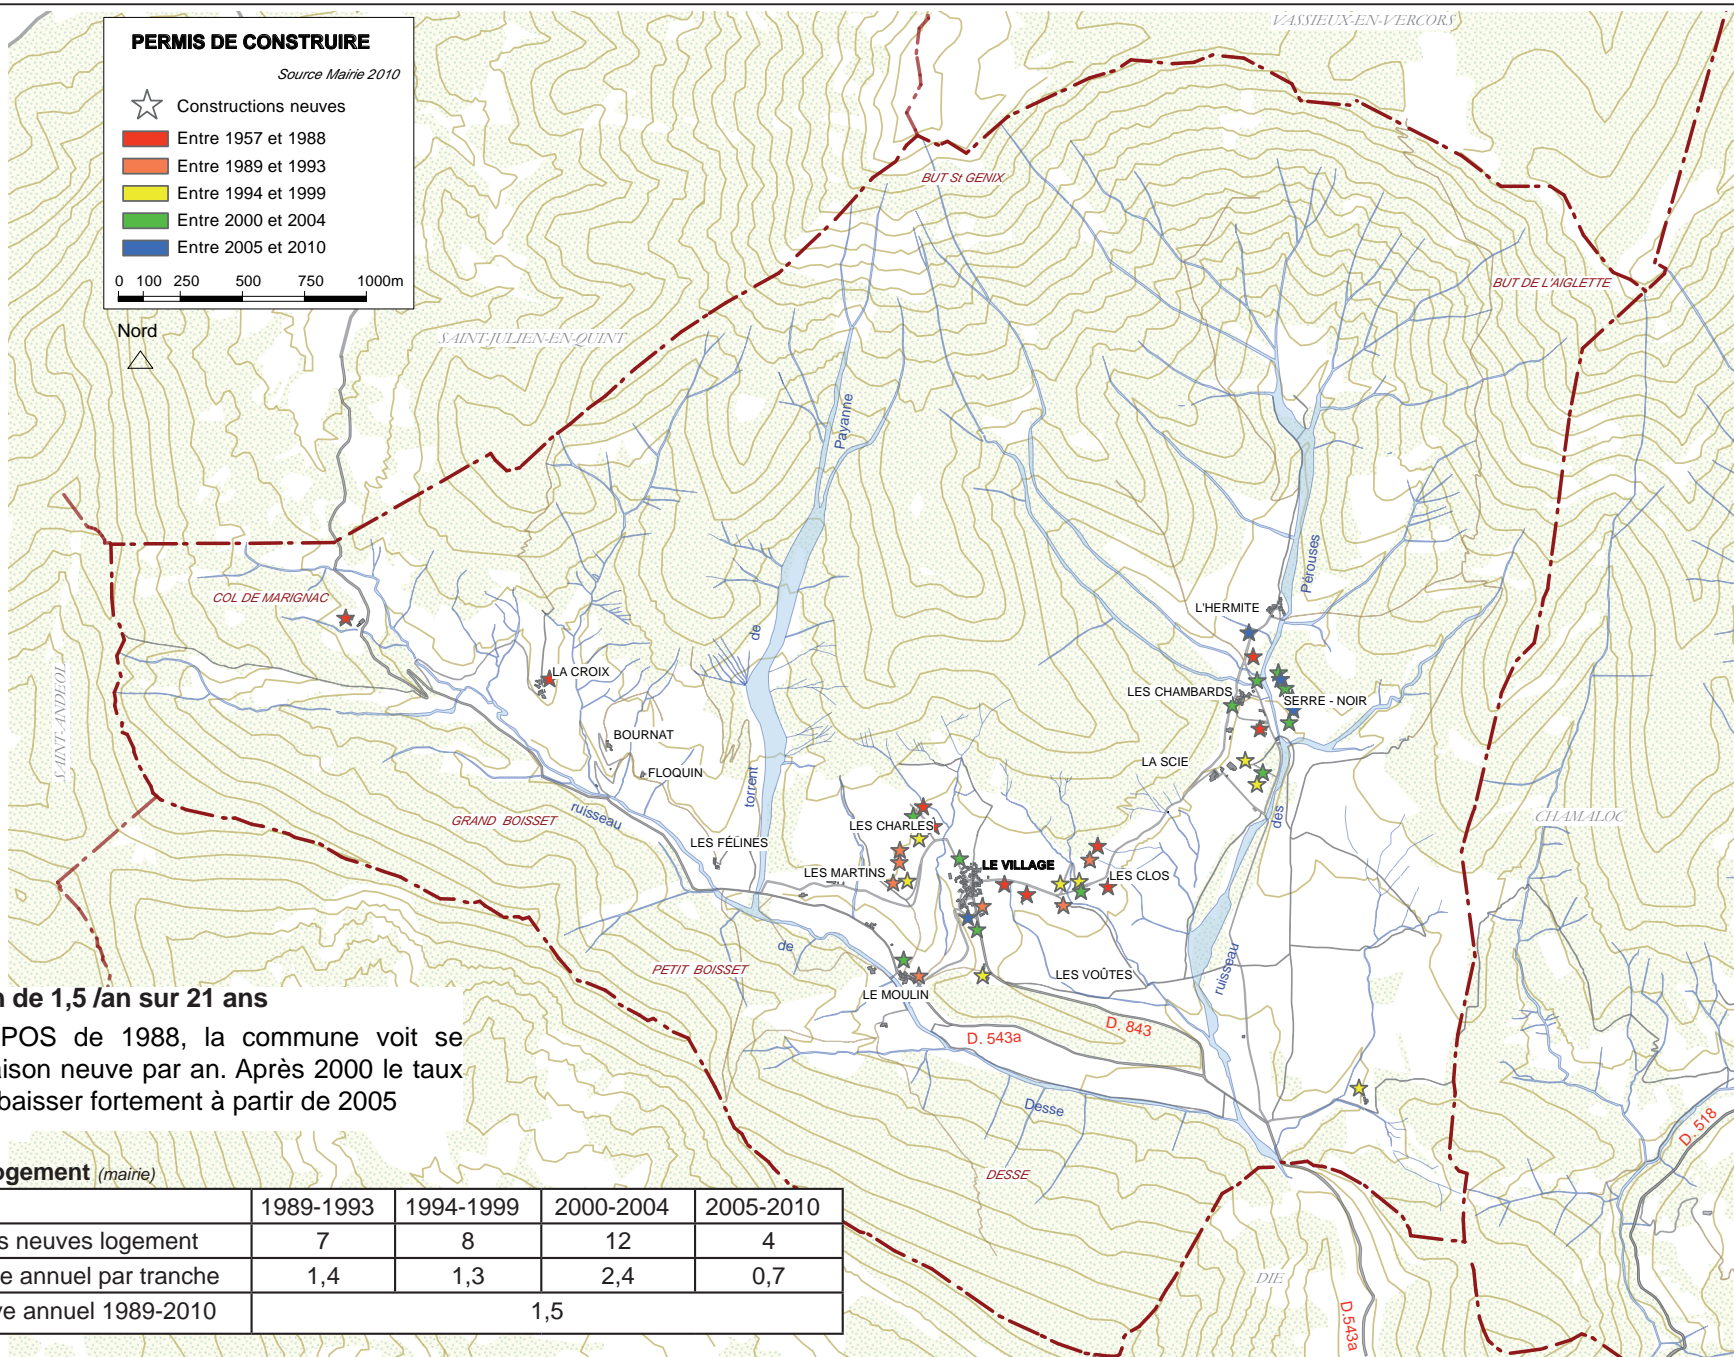 VASSIEUX-EN-VERCORS
PERMIS DE CONSTRUIRE
Source Mairie 2010
Constructions neuves
Entre 1957 et 1988
Entre 1989 et 1993
Entre 1994 et 1999
Entre 2000 et 2004
Entre 2005 et 2010
0 100 250 500 750 1000m
Nord
BUT St GENIX
BUT DE L'AIGLETTE
SAINT-JULIEN-EN-QUINT
Payanne
de
torrent
Pérouses
des
ruisseau
COL DE MARIGNAC
SAINT-ANDEOL
L'HERMITE
LA CROIX
LES CHAMBARDS
SERRE - NOIR
BOURNAT
FLOQUIN
LA SCIE
ruisseau
GRAND BOISSET
CHAMALOC
LES CHARLES
LES FÉLINES
LE VILLAGE
LES MARTINS
LES CLOS
de
PETIT BOISSET
LES VOÛTES
LE MOULIN
D. 543a
D. 843
Desse
D. 518
DESSE
DIE
D.543a
n de 1,5 /an sur 21 ans
POS de 1988, la commune voit se
aison neuve par an. Après 2000 le taux
baisser fortement à partir de 2005
ogement (mairie)
1989-1993 1994-1999 2000-2004 2005-2010
s neuves logement 7 8 12 4
e annuel par tranche 1,4 1,3 2,4 0,7
ve annuel 1989-2010 1,5